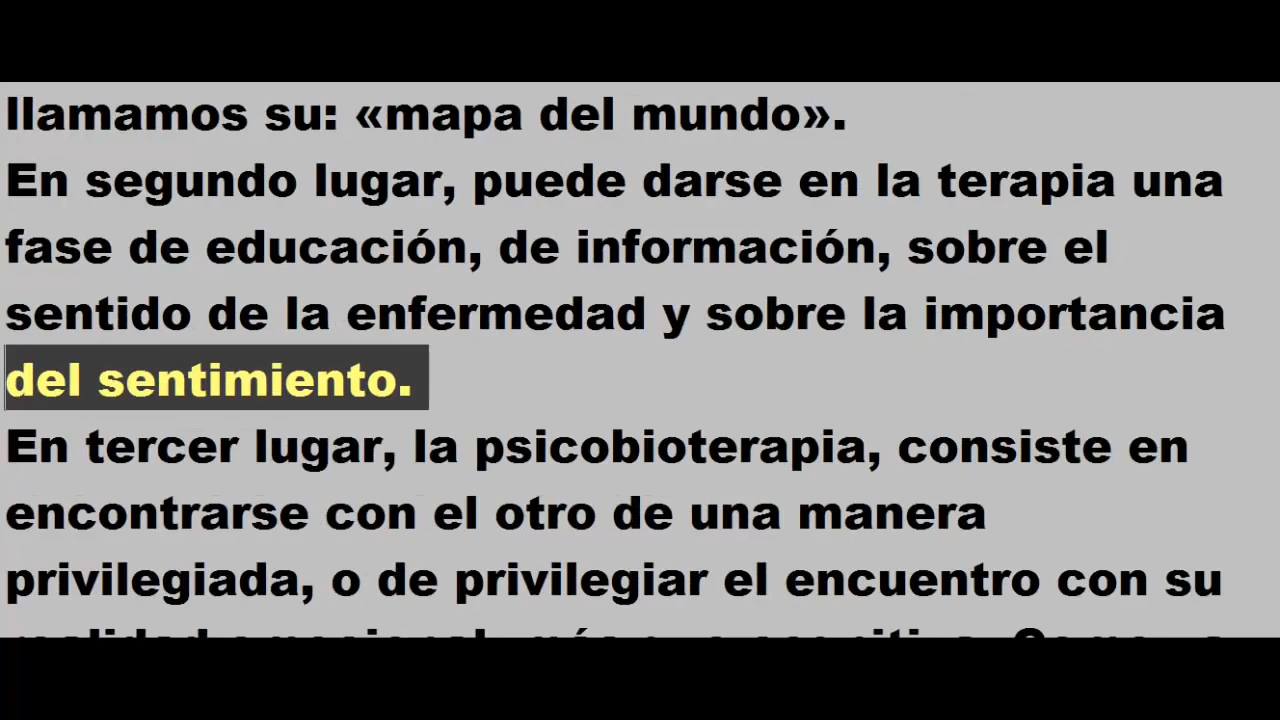 llamamos su: «mapa del mundo».
En segundo lugar, puede darse en la terapia una
fase de educación, de información, sobre el
sentido de la enfermedad y sobre la importancia
del sentimiento.
En tercer lugar, la psicobioterapia, consiste en
encontrarse con el otro de una manera
privilegiada, o de privilegiar el encuentro con su